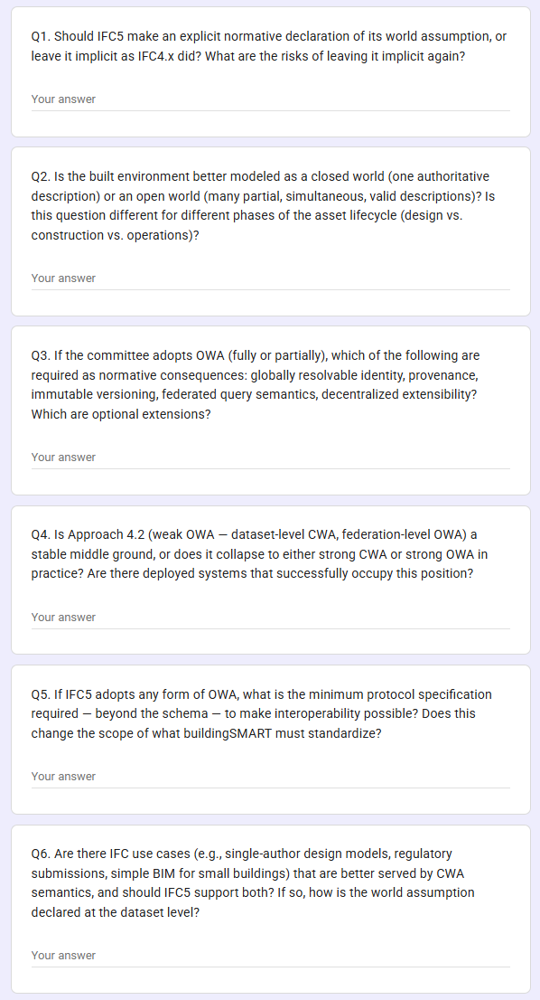 Q1. Should IFC5 make an explicit normative declaration of its world assumption, or
leave it implicit as IFC4.x did? What are the risks of leaving it implicit again?
Your answer
Q2. Is the built environment better modeled as a closed world (one authoritative
description) or an open world (many partial, simultaneous, valid descriptions)? Is
this question different for different phases of the asset lifecycle (design vs.
construction vs. operations)?
Your answer
Q3. If the committee adopts OWA (fully or partially), which of the following are
required as normative consequences: globally resolvable identity, provenance,
immutable versioning, federated query semantics, decentralized extensibility?
Which are optional extensions?
Your answer
Q4. Is Approach 4.2 (weak OWA — dataset-level CWA, federation-level OWA) a
stable middle ground, or does it collapse to either strong CWA or strong OWA in
practice? Are there deployed systems that successfully occupy this position?
Your answer
Q5. If IFC5 adopts any form of OWA, what is the minimum protocol specification
required — beyond the schema — to make interoperability possible? Does this
change the scope of what buildingSMART must standardize?
Your answer
Q6. Are there IFC use cases (e.g., single-author design models, regulatory
submissions, simple BIM for small buildings) that are better served by CWA
semantics, and should IFC5 support both? If so, how is the world assumption
declared at the dataset level?
Your answer